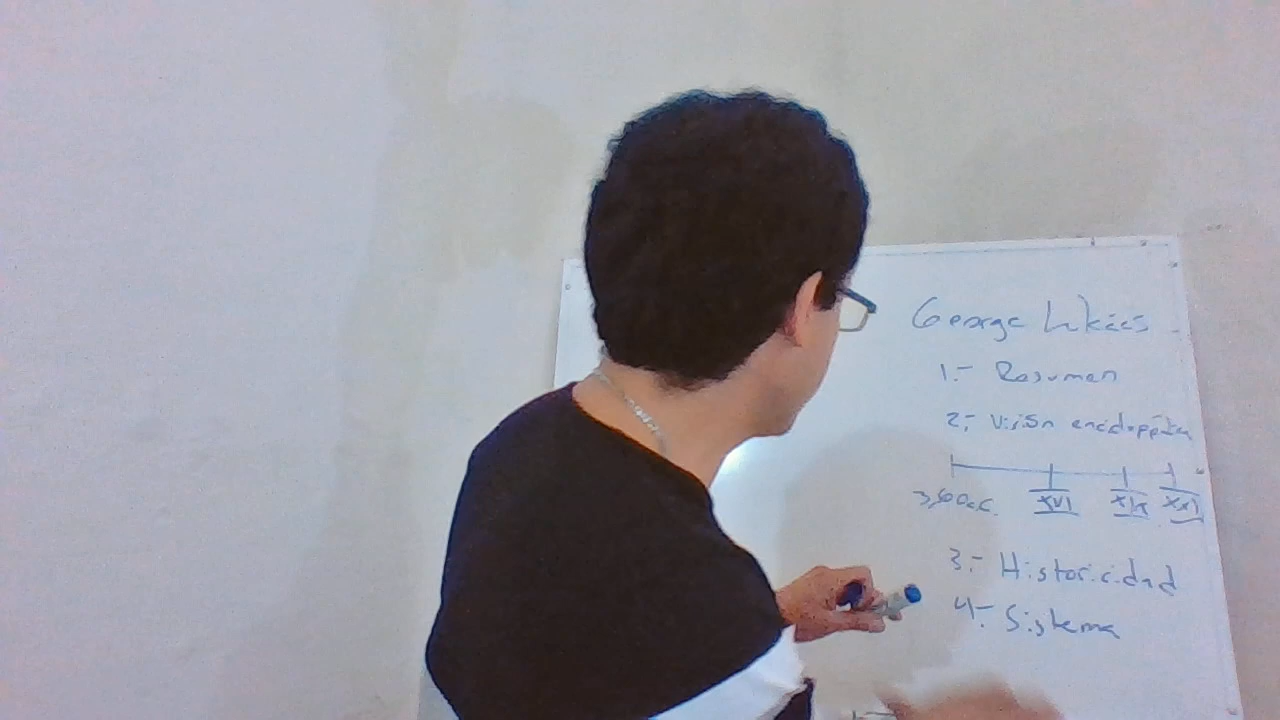 George Lukács
1.- Resumen
2.- Visión enciclopédica
3,500 a.C. XVI XIX XXI
3.- Historicidad
4.- Sistema